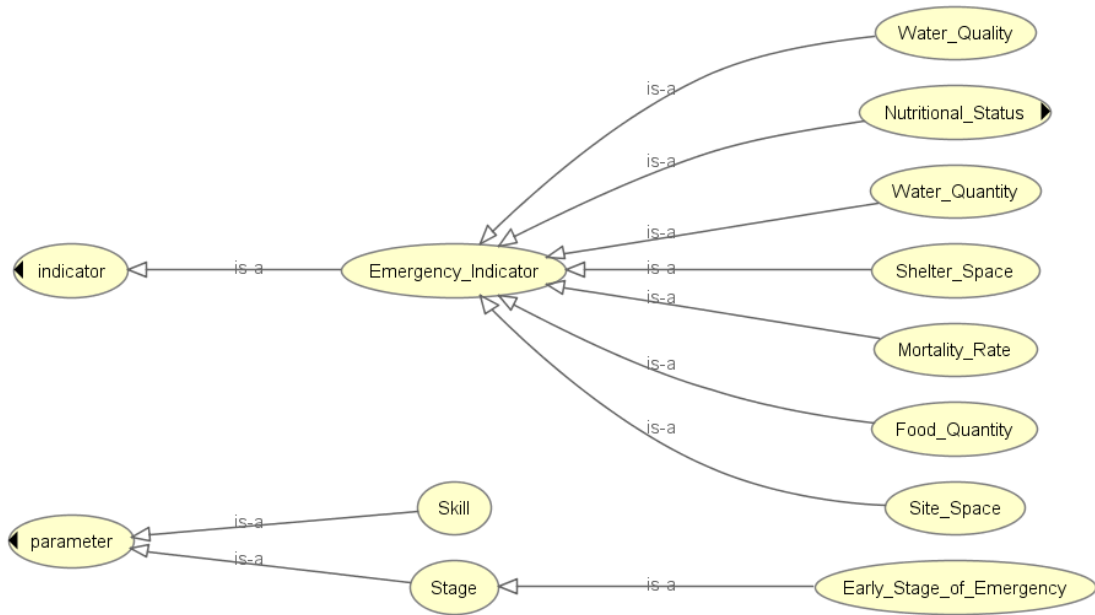 Water_Quality
is-a
Nutritional_Status
is-a
Water_Quantity
is-a
indicator
is-a
Emergency_Indicator
is-a
Shelter_Space
is-a
Mortality_Rate
is-a
Food_Quantity
is-a
Site_Space
Skill
is-a
parameter
is-a
Stage
is-a
Early_Stage_of_Emergency